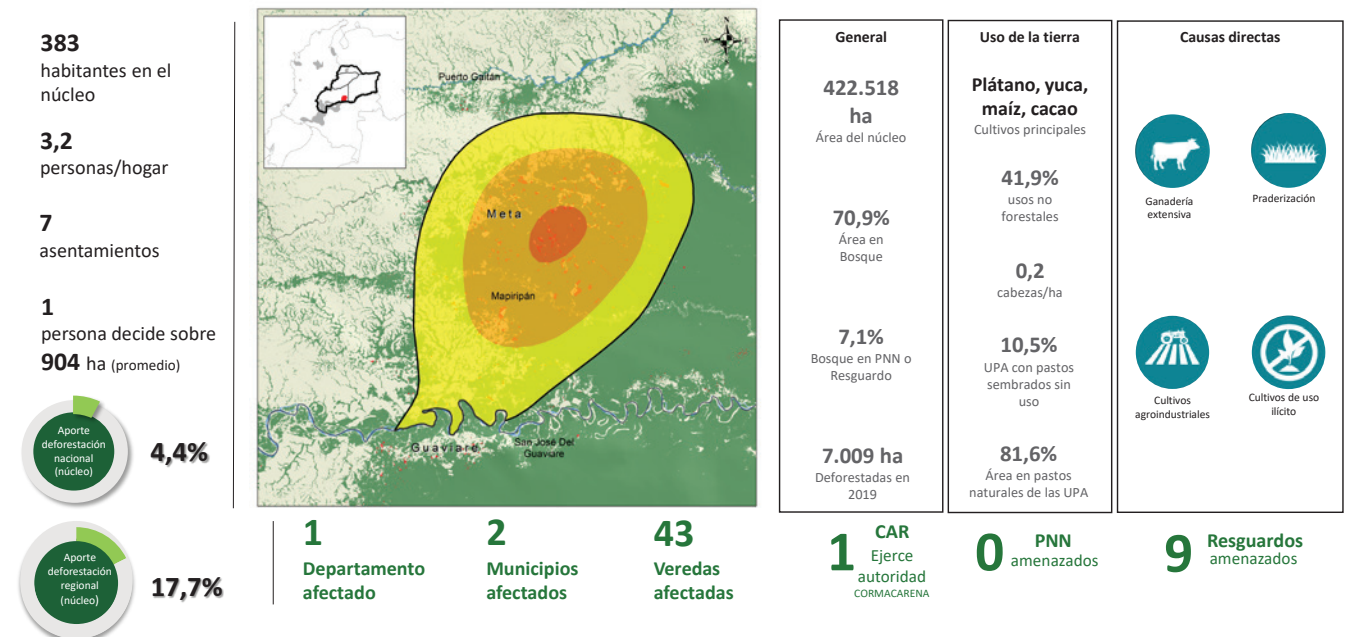 383
habitantes en el
núcleo
3,2
personas/hogar
7
asentamientos
1
persona decide sobre
904 ha (promedio)
Aporte
deforestación
nacional
(núcleo)
4,4%
Aporte
deforestación
regional
(núcleo)
17,7%
N
W
E
S
Puerto Gaitán
Meta
Mapiripán
Guaviare
San José Del
Guaviare
1
Departamento
afectado
2
Municipios
afectados
43
Veredas
afectadas
General
422.518
ha
Área del núcleo
70,9%
Área en
Bosque
7,1%
Bosque en PNN o
Resguardo
7.009 ha
Deforestadas en
2019
Uso de la tierra
Plátano, yuca,
maíz, cacao
Cultivos principales
41,9%
usos no
forestales
0,2
cabezas/ha
10,5%
UPA con pastos
sembrados sin
uso
81,6%
Área en pastos
naturales de las UPA
Causas directas
Ganadería
extensiva
Praderización
Cultivos
agroindustriales
Cultivos de uso
ilícito
1 CAR
Ejerce
autoridad
CORMACARENA
0 PNN
amenazados
9 Resguardos
amenazados